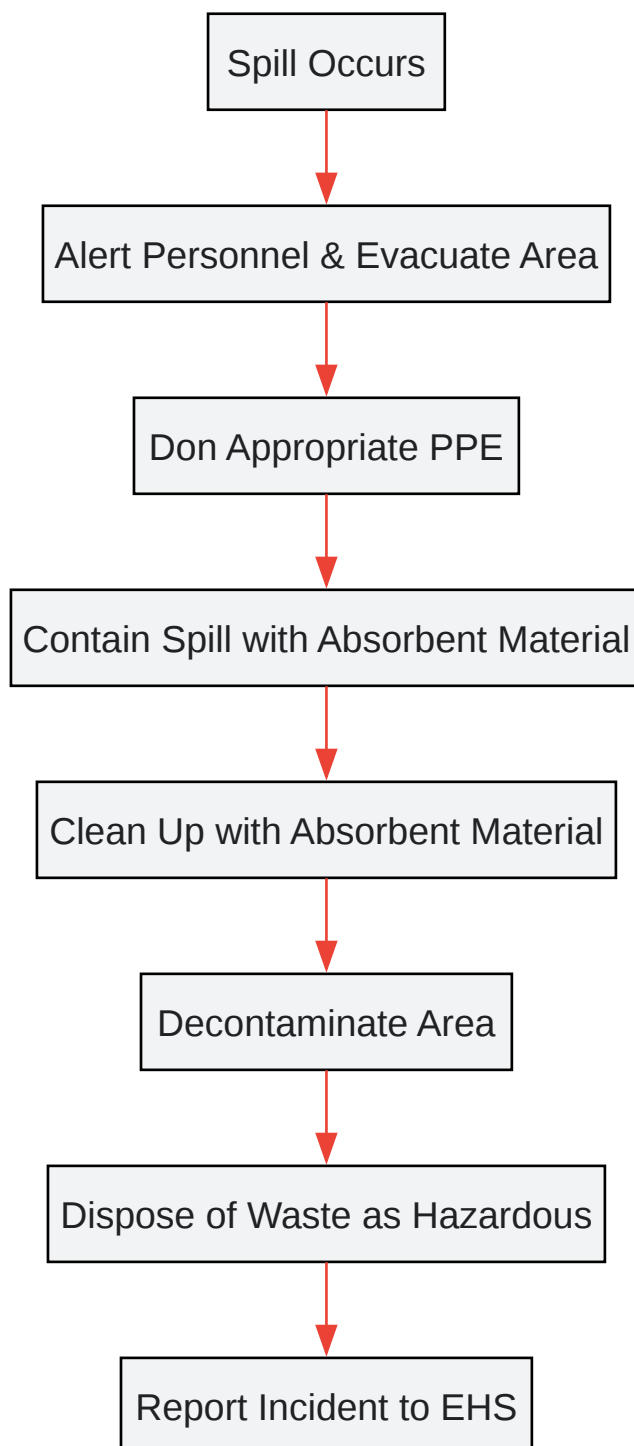 Spill Occurs
Alert Personnel & Evacuate Area
Don Appropriate PPE
Contain Spill with Absorbent Material
Clean Up with Absorbent Material
Decontaminate Area
Dispose of Waste as Hazardous
Report Incident to EHS